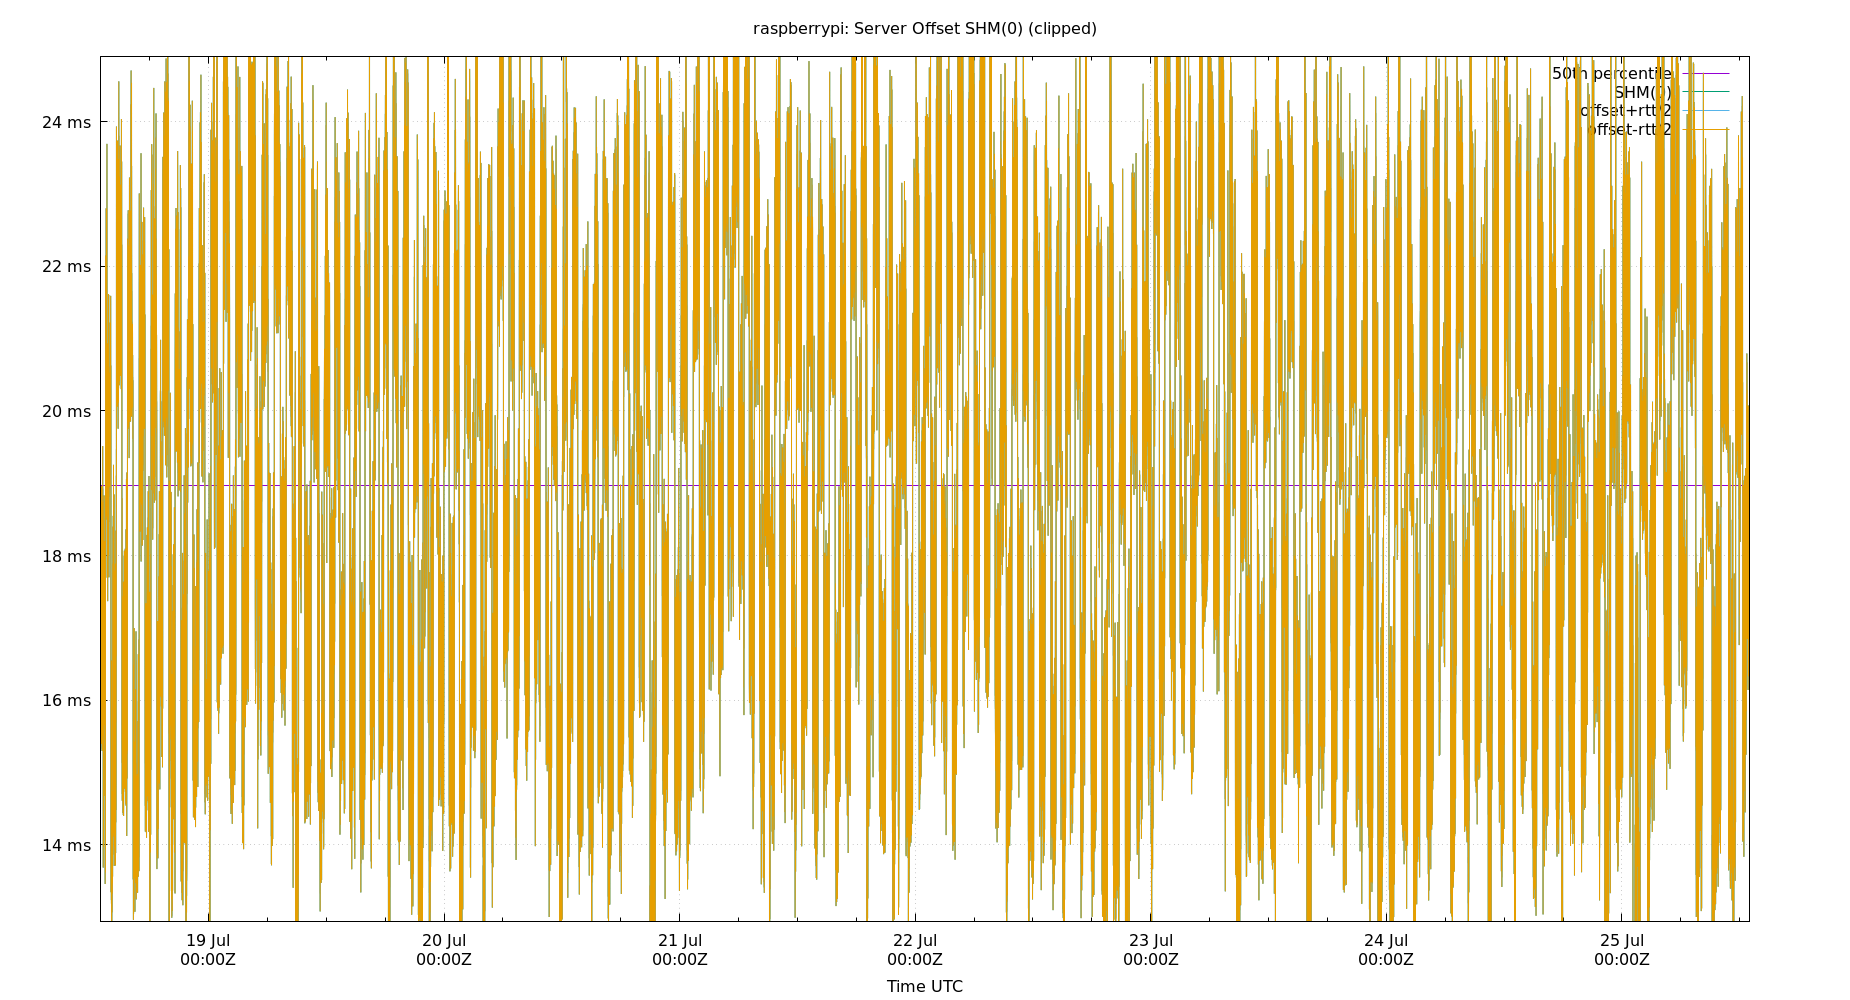 raspberrypi: Server Offset SHM(0) (clipped)
50th percentile
SHM(0)
offset+rtt/2
offset-rtt/2
24 ms
22 ms
20 ms
18 ms
16 ms
14 ms
19 Jul 20 Jul 21 Jul 22 Jul 23 Jul 24 Jul 25 Jul
00:00Z 00:00Z 00:00Z 00:00Z 00:00Z 00:00Z 00:00Z
Time UTC